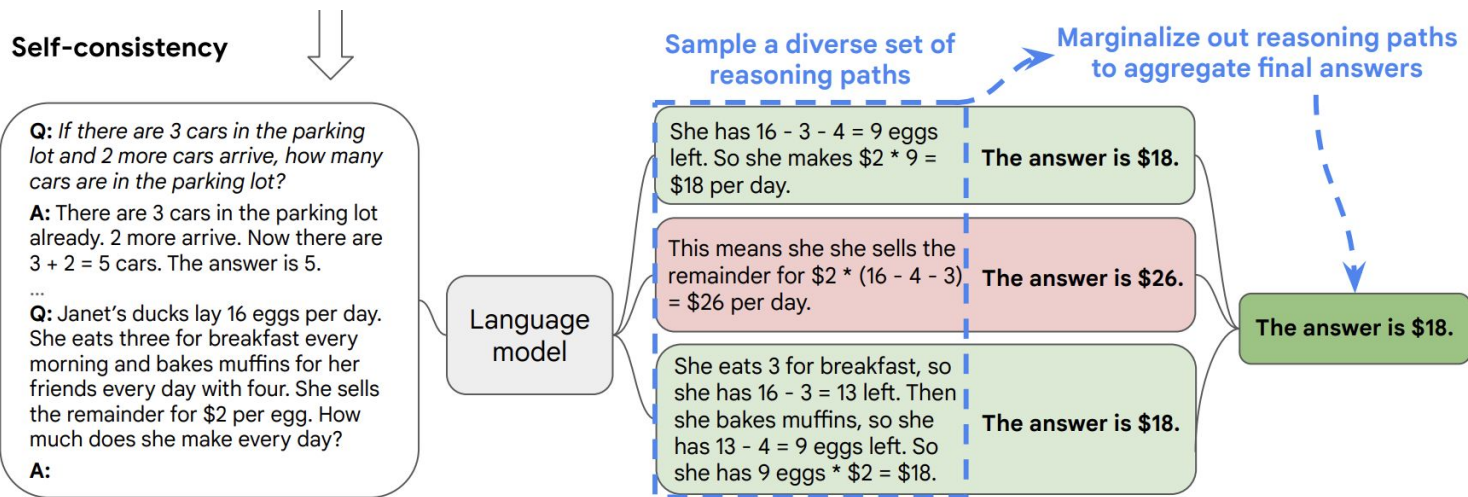 Self-consistency
Sample a diverse set of
reasoning paths
Marginalize out reasoning paths
to aggregate final answers
Q: If there are 3 cars in the parking
lot and 2 more cars arrive, how many
cars are in the parking lot?
A: There are 3 cars in the parking lot
already. 2 more arrive. Now there are
3 + 2 = 5 cars. The answer is 5.
...
Q: Janet’s ducks lay 16 eggs per day.
She eats three for breakfast every
morning and bakes muffins for her
friends every day with four. She sells
the remainder for $2 per egg. How
much does she make every day?
A:
Language
model
She has 16 - 3 - 4 = 9 eggs
left. So she makes $2 * 9 =
$18 per day.
The answer is $18.
This means she she sells the
remainder for $2 * (16 - 4 - 3)
= $26 per day.
The answer is $26.
She eats 3 for breakfast, so
she has 16 - 3 = 13 left. Then
she bakes muffins, so she
has 13 - 4 = 9 eggs left. So
she has 9 eggs * $2 = $18.
The answer is $18.
The answer is $18.